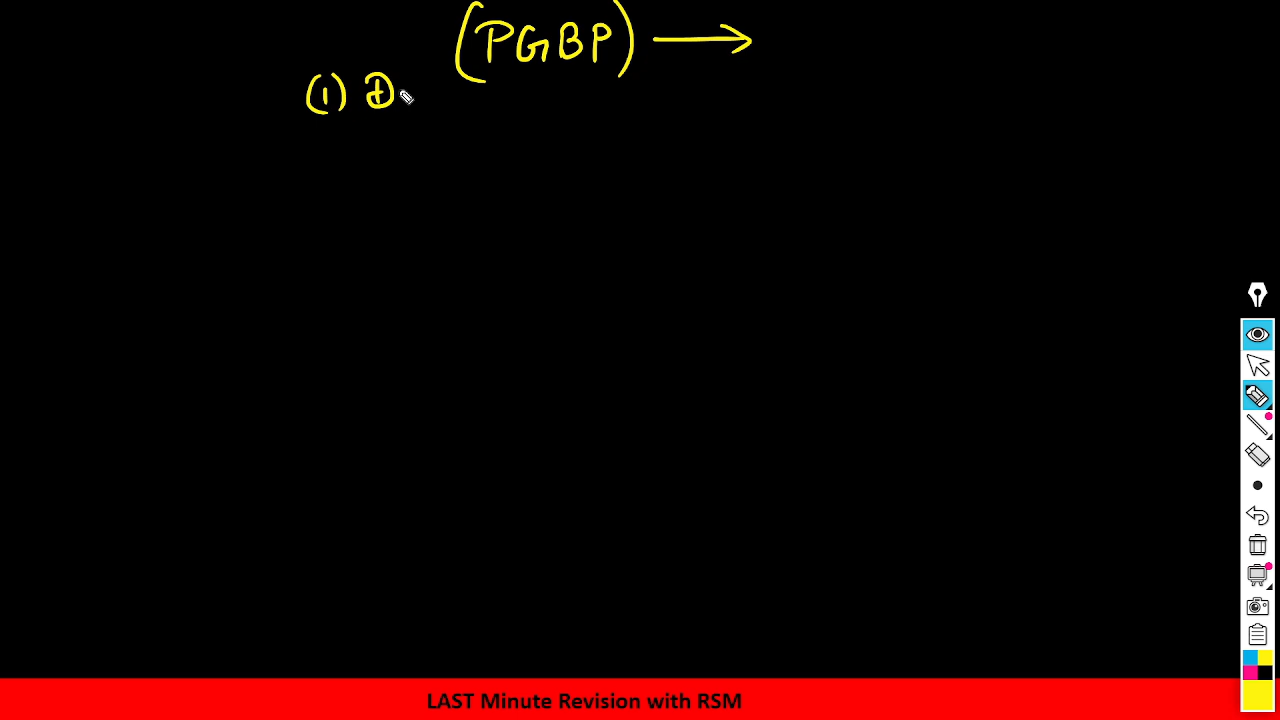 (PGBP) →
(1) D
LAST Minute Revision with RSM